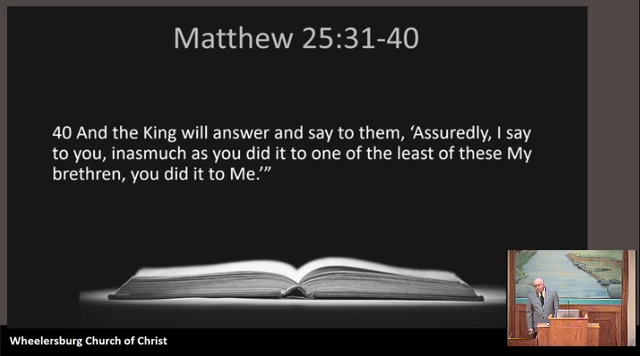 Matthew 25:31-40
40 And the King will answer and say to them, ‘Assuredly, I say
to you, inasmuch as you did it to one of the least of these My
brethren, you did it to Me.’”
Wheelersburg Church of Christ